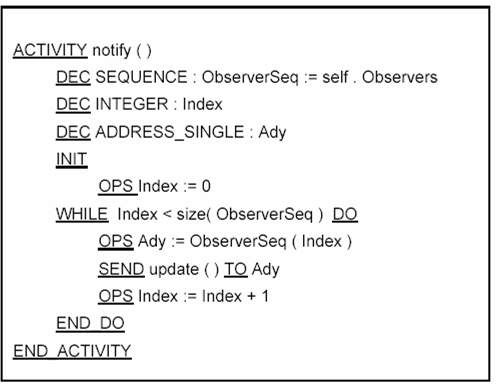 ACTIVITY notify ( )
DEC SEQUENCE : ObserverSeq := self . Observers
DEC INTEGER : Index
DEC ADDRESS_SINGLE : Ady
INIT
OPS Index := 0
WHILE Index < size( ObserverSeq ) DO
OPS Ady := ObserverSeq ( Index )
SEND update ( ) TO Ady
OPS Index := Index + 1
END_DO
END_ACTIVITY